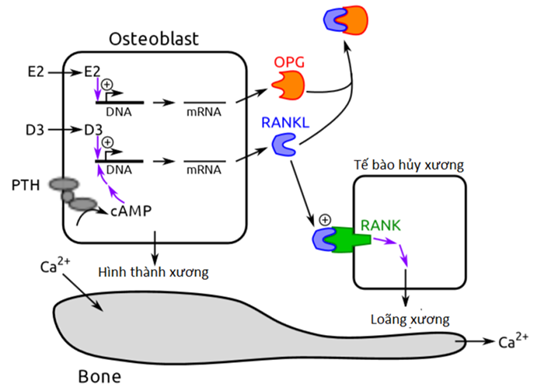 Osteoblast
E2
E2
DNA
mRNA
OPG
D3
D3
DNA
mRNA
RANKL
PTH
cAMP
Tế bào hủy xương
RANK
Ca2+
Hình thành xương
Loãng xương
Ca2+
Bone